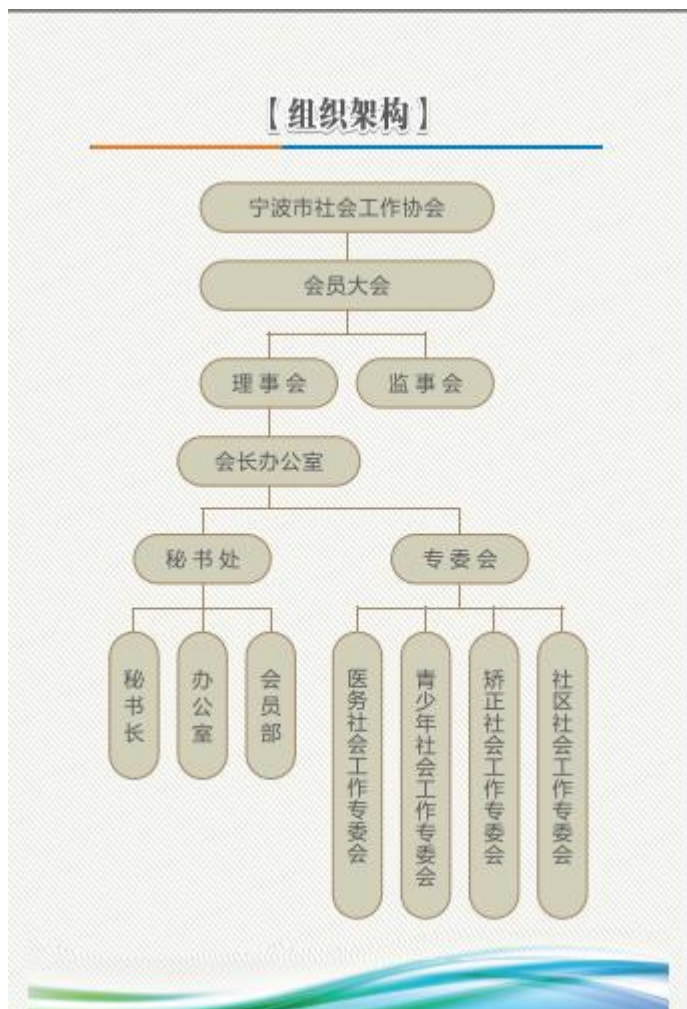 【组织架构】
宁波市社会工作协会
会员大会
理事会
监事会
会长办公室
秘书处
专委会
秘书长
办公室
会员部
医务社会工作专委会
青少年社会工作专委会
矫正社会工作专委会
社区社会工作专委会